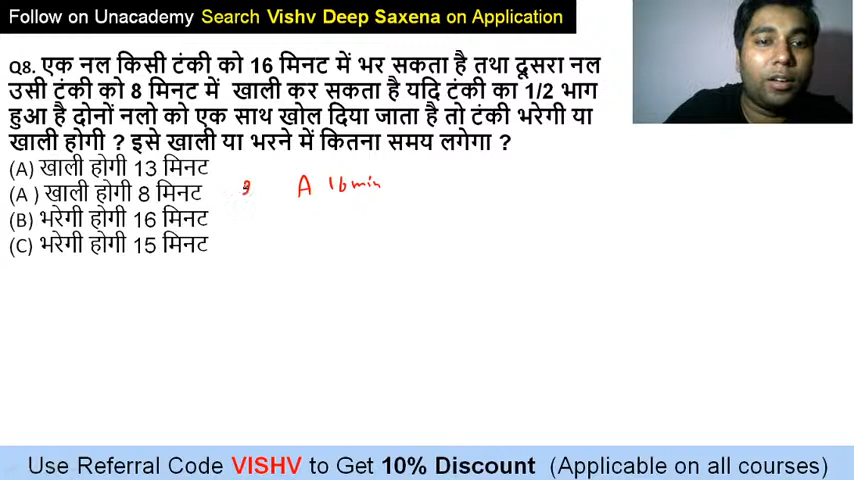 Follow on Unacademy Search Vishv Deep Saxena on Application
Q8. एक नल किसी टंकी को 16 मिनट में भर सकता है तथा दूसरा नल
उसी टंकी को 8 मिनट में खाली कर सकता है यदि टंकी का 1/2 भाग
हुआ है दोनों नलो को एक साथ खोल दिया जाता है तो टंकी भरेगी या
खाली होगी ? इसे खाली या भरने में कितना समय लगेगा ?
(A) खाली होगी 13 मिनट
(A ) खाली होगी 8 मिनट
A 16 min
(B) भरेगी होगी 16 मिनट
(C) भरेगी होगी 15 मिनट
Use Referral Code VISHV to Get 10% Discount (Applicable on all courses)